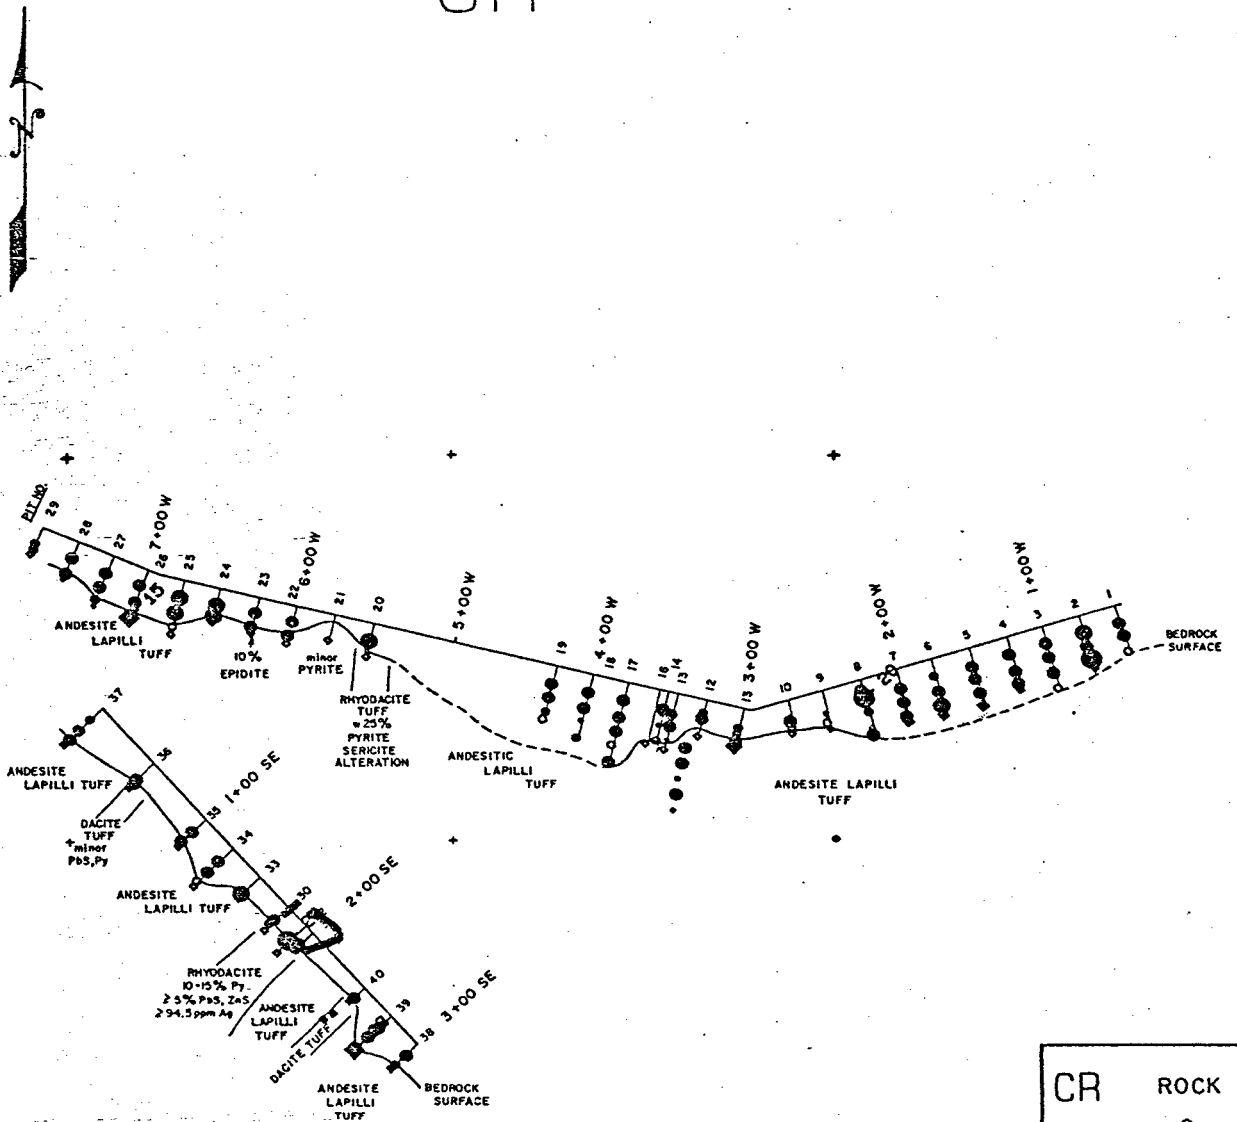 PIT NO.
29
28
27
7+00 W
26
25
24
23
22
6+00 W
21
20
5+00 W
19
4+00 W
18
17
16
14
13
12
3+00 W
13
10
9
8
2+00 W
7
6
5
4
1+00 W
3
2
1
15
ANDESITE
LAPILLI
TUFF
10%
EPIDITE
minor
PYRITE
RHYODACITE
TUFF
≈25%
PYRITE
SERICITE
ALTERATION
ANDESITIC
LAPILLI
TUFF
ANDESITE LAPILLI
TUFF
BEDROCK
SURFACE
37
36
1+00 SE
35
34
33
30
2+00 SE
40
39
38
3+00 SE
ANDESITE
LAPILLI TUFF
DACITE
TUFF
minor
PbS,Py
ANDESITE
LAPILLI TUFF
RHYODACITE
10-15% Py
2.5% PbS, ZnS
294.5 ppm Ag
ANDESITE
LAPILLI
TUFF
DACITE TUFF
ANDESITE
LAPILLI
TUFF
BEDROCK
SURFACE
CR ROCK